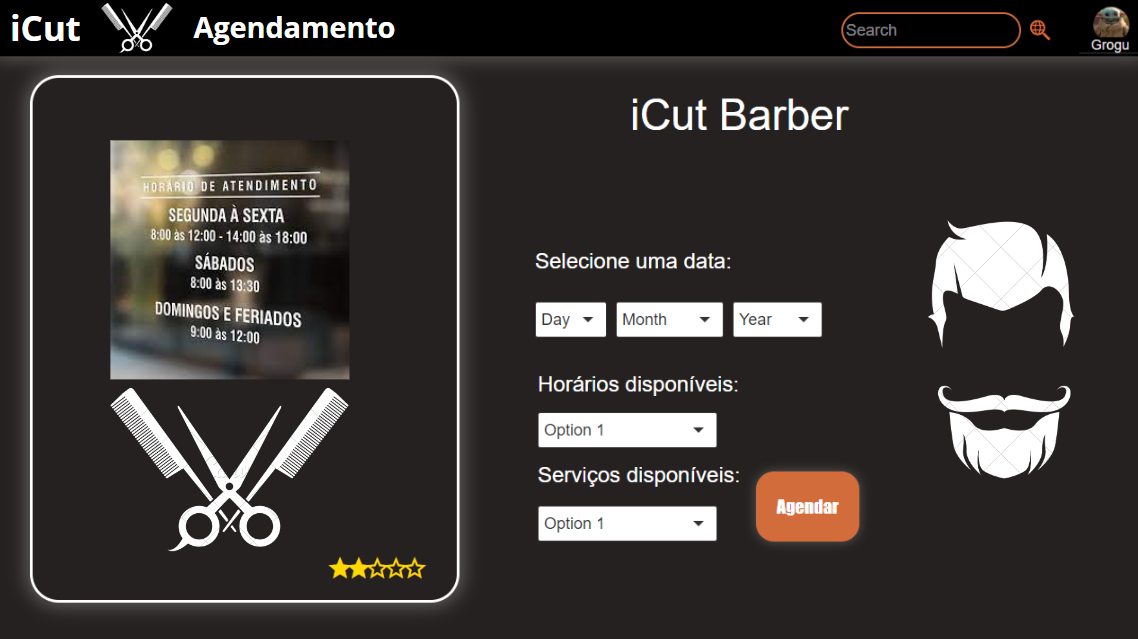 iCut
Agendamento
Search
Grogu
HORÁRIO DE ATENDIMENTO
SEGUNDA À SEXTA
8:00 às 12:00 - 14:00 às 18:00
SÁBADOS
8:00 às 13:30
DOMINGOS E FERIADOS
9:00 às 12:00
iCut Barber
Selecione uma data:
Day
Month
Year
Horários disponíveis:
Option 1
Serviços disponíveis:
Option 1
Agendar